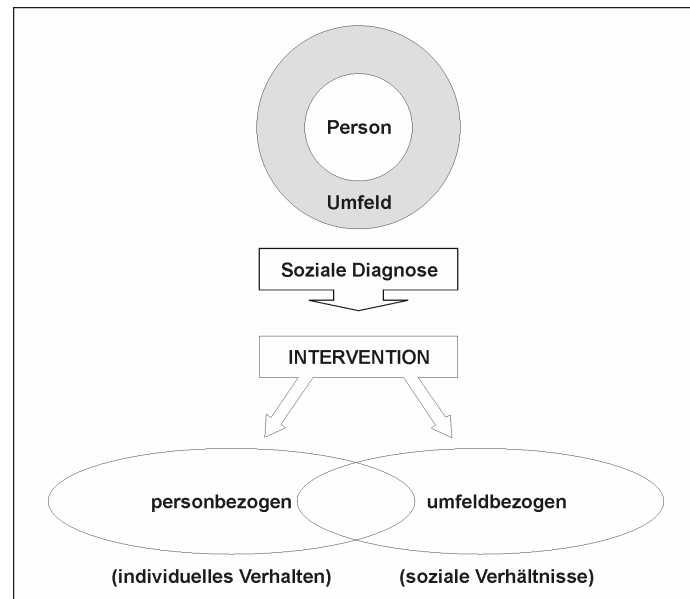 Person
Umfeld
Soziale Diagnose
INTERVENTION
personbezogen
umfeldbezogen
(individuelles Verhalten)
(soziale Verhältnisse)